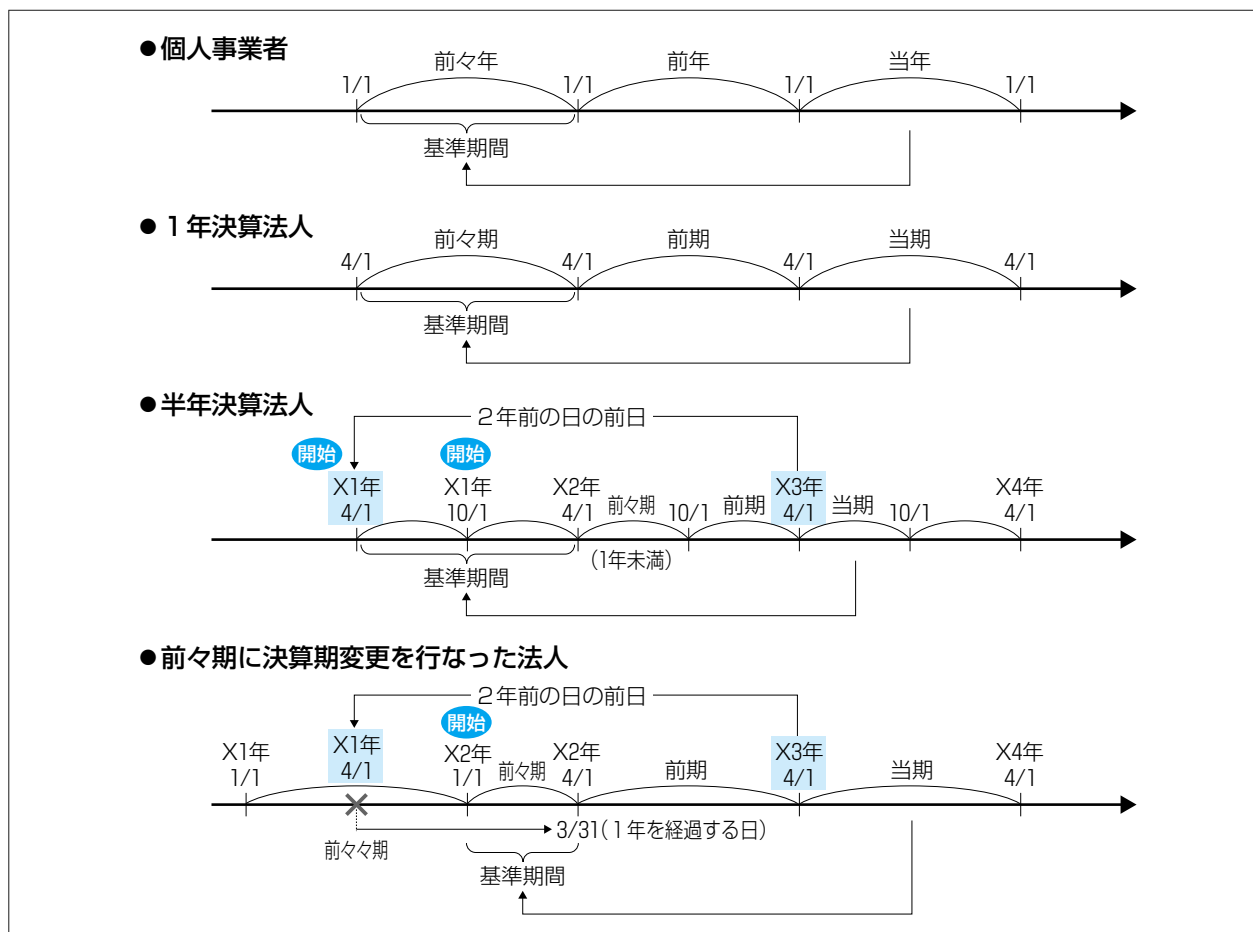 ●個人事業者
前々年 前年 当年
1/1 1/1 1/1 1/1
基準期間
●1年決算法人
前々期 前期 当期
4/1 4/1 4/1 4/1
基準期間
●半年決算法人
2年前の日の前日
開始 開始
X1年 X1年 X2年 X3年 X4年
4/1 10/1 4/1 前々期 10/1 前期 4/1 当期 10/1 4/1
(1年未満)
基準期間
●前々期に決算期変更を行なった法人
2年前の日の前日
開始
X1年 X1年 X2年 X2年 X3年 X4年
1/1 4/1 1/1 前々期 4/1 前期 4/1 当期 4/1
3/31(1年を経過する日)
前々々期
基準期間